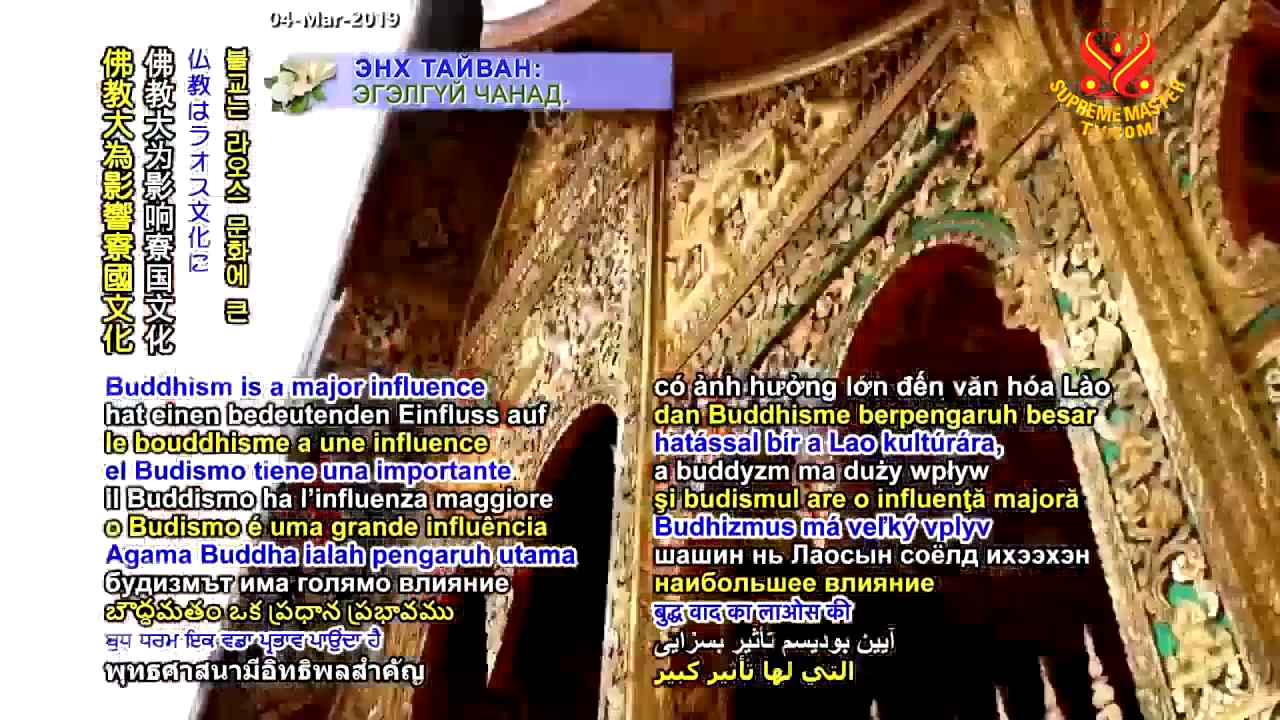 04-Mar-2019
佛教大為影響寮國文化
佛教大为影响寮国文化
仏教はラオス文化に
불교는 라오스 문화에 큰
ЭНХ ТАЙВАН:
ЭГЭЛГҮЙ ЧАНАД.
SUPREME MASTER
TV.COM
Buddhism is a major influence
hat einen bedeutenden Einfluss auf
le bouddhisme a une influence
el Budismo tiene una importante
il Buddismo ha l’influenza maggiore
o Budismo é uma grande influência
Agama Buddha ialah pengaruh utama
будизмът има голямо влияние
బౌద్ధమతం ఒక ప్రధాన ప్రభావము
ਬੁਧ ਧਰਮ ਇਕ ਵਡਾ ਪ੍ਰਭਾਵ ਪਾਉਂਦਾ ਹੈ
พุทธศาสนามีอิทธิพลสำคัญ
có ảnh hưởng lớn đến văn hóa Lào
dan Buddhisme berpengaruh besar
hatással bír a Lao kultúrára,
a buddyzm ma duży wpływ
şi budismul are o influenţă majoră
Budhizmus má veľký vplyv
шашин нь Лаосын соёлд ихээхэн
наибольшее влияние
बुद्ध वाद का लाओस की
آیین بودیسم تأثیر بسزایی
التي لها تأثير كبير